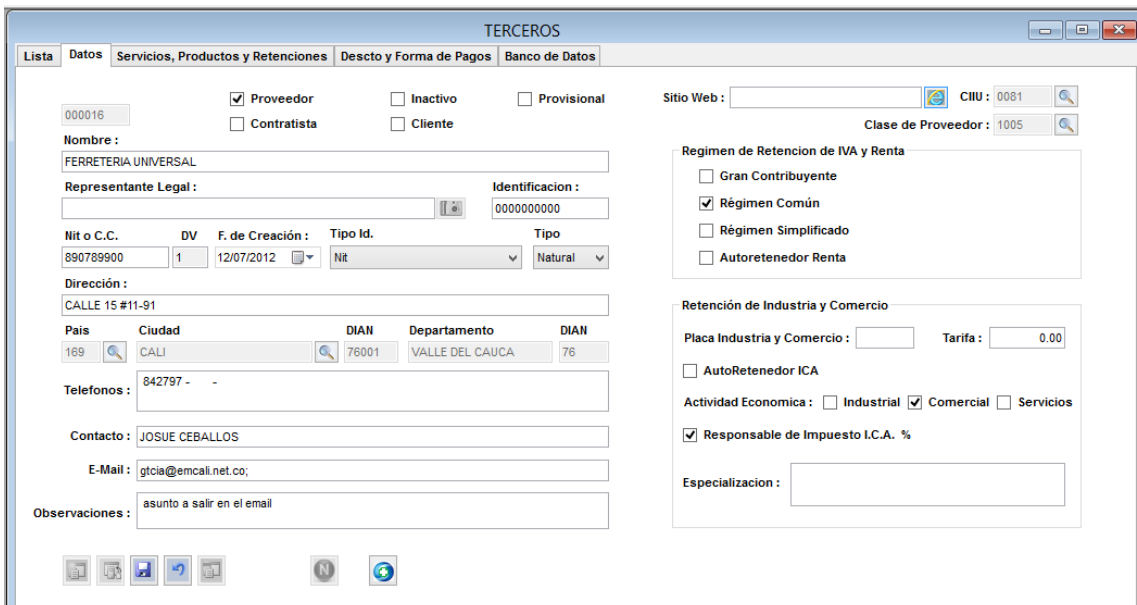 TERCEROS
Lista Datos Servicios, Productos y Retenciones Descto y Forma de Pagos Banco de Datos
000016
Proveedor Inactivo Provisional
Contratista Cliente
Nombre :
FERRETERIA UNIVERSAL
Representante Legal : Identificacion :
0000000000
Nit o C.C. DV F. de Creación : Tipo Id. Tipo
890789900 1 12/07/2012 Nit Natural
Dirección :
CALLE 15 #11-91
Pais Ciudad DIAN Departamento DIAN
169 CALI 76001 VALLE DEL CAUCA 76
Telefonos : 842797 - -
Contacto : JOSUE CEBALLOS
E-Mail : gtcia@emcali.net.co;
Observaciones : asunto a salir en el email
N
Sitio Web : CIIU : 0081
Clase de Proveedor : 1005
Regimen de Retencion de IVA y Renta
Gran Contribuyente
Régimen Común
Régimen Simplificado
Autoretenedor Renta
Retención de Industria y Comercio
Placa Industria y Comercio : Tarifa : 0.00
AutoRetenedor ICA
Actividad Economica : Industrial Comercial Servicios
Responsable de Impuesto I.C.A. %
Especializacion :